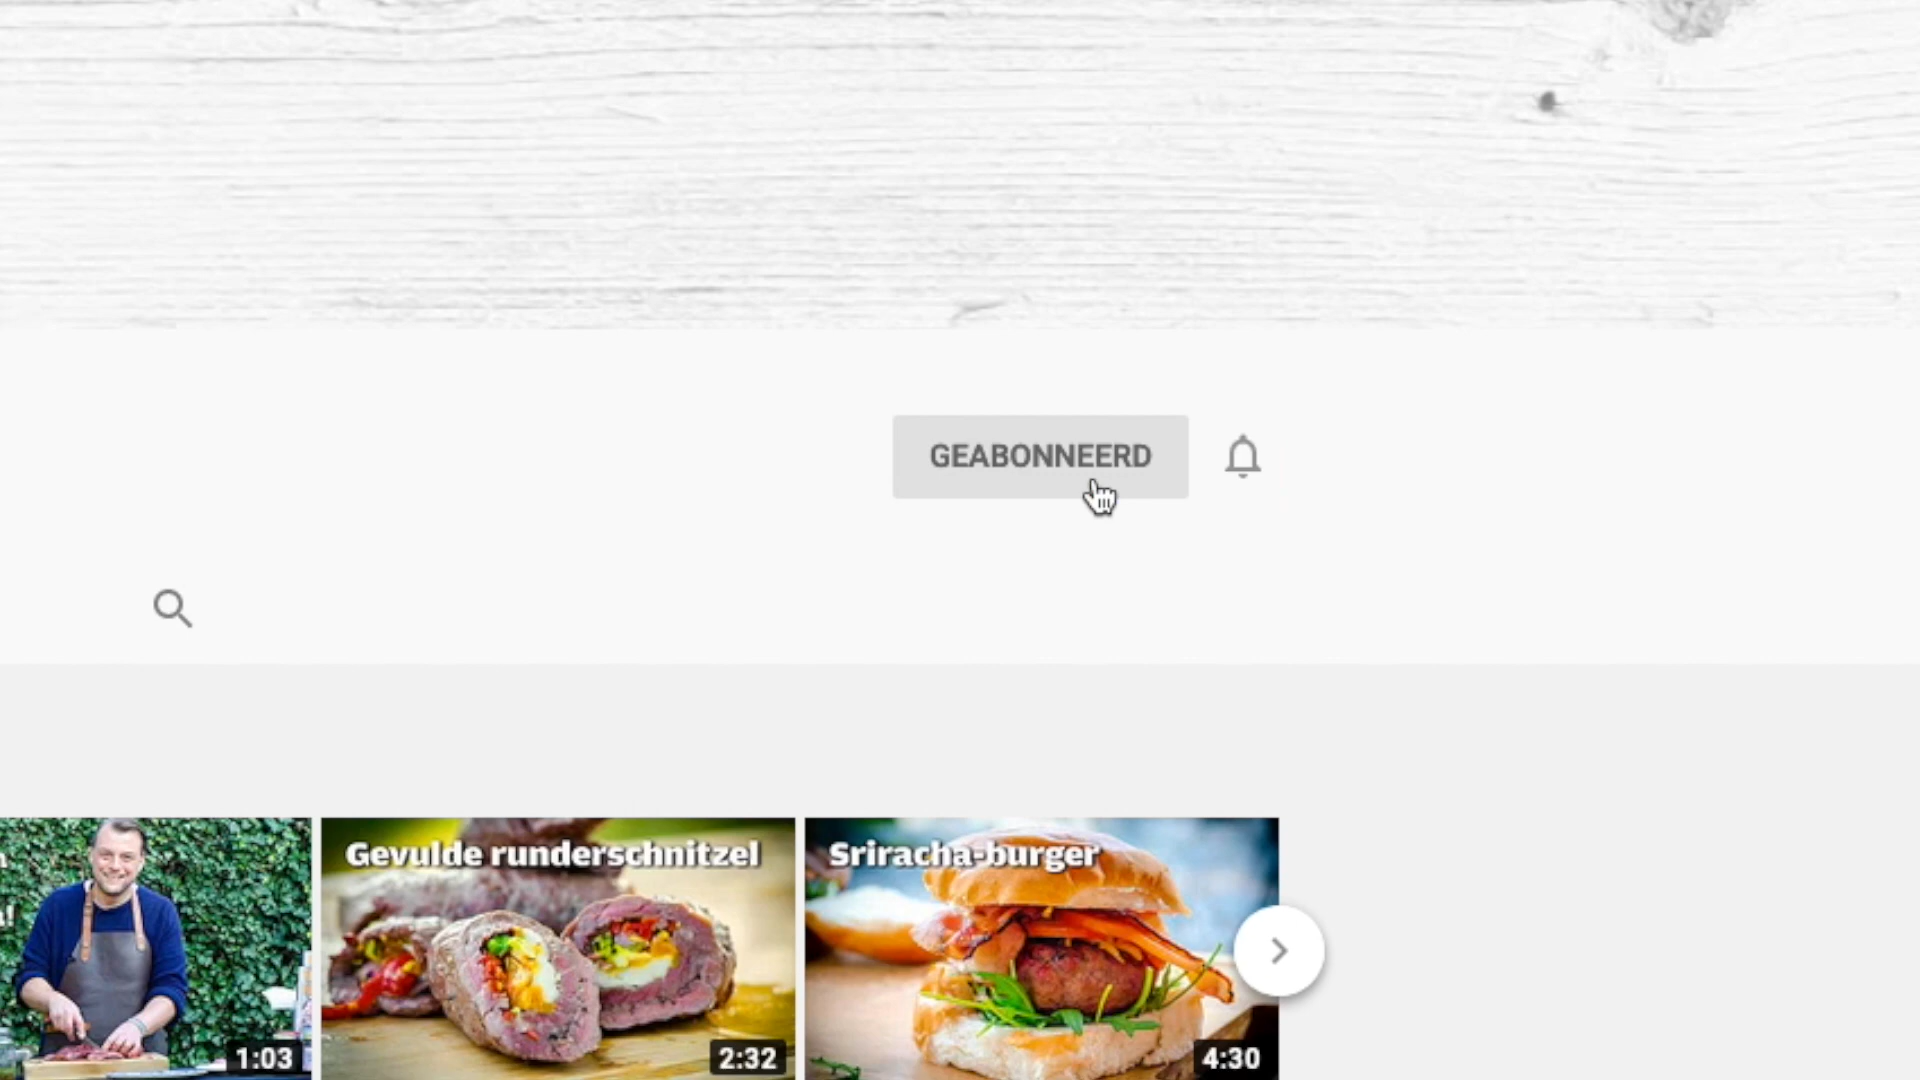 GEABONNEERD
Gevulde runderschnitzel
Sriracha-burger
1:03
2:32
4:30